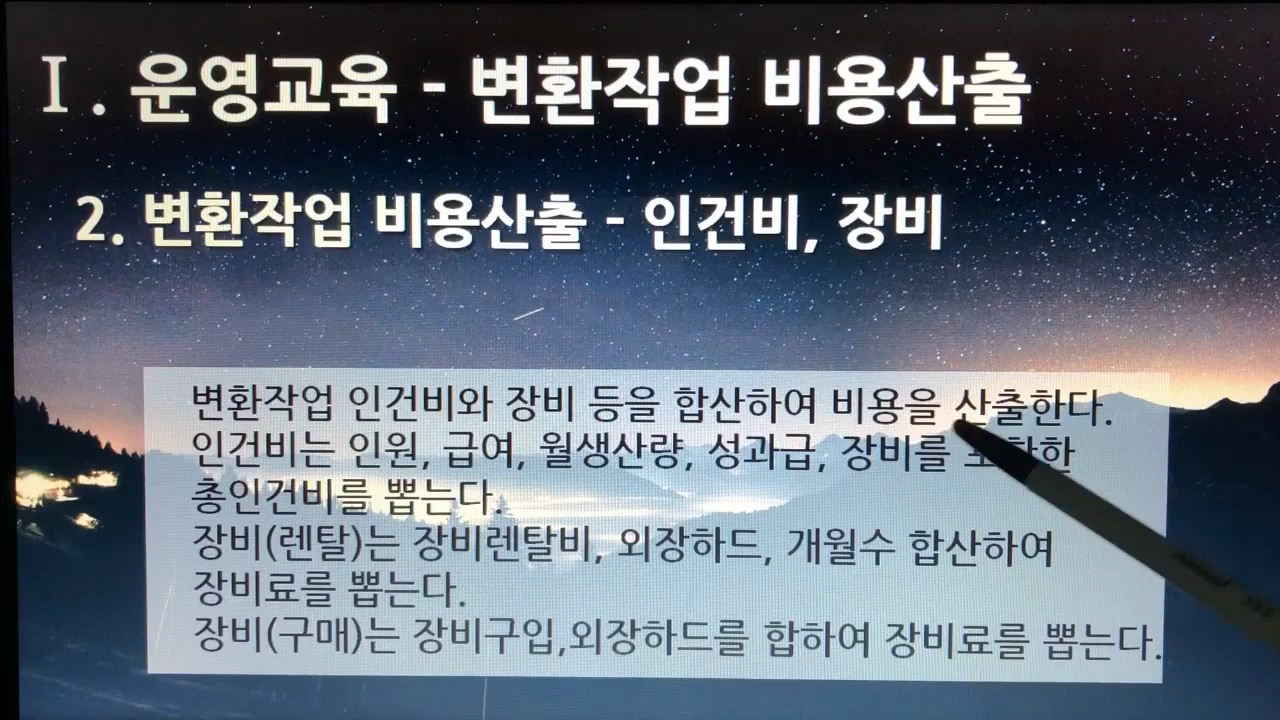 Ⅰ. 운영교육 - 변환작업 비용산출
2. 변환작업 비용산출 - 인건비, 장비
변환작업 인건비와 장비 등을 합산하여 비용을 산출한다.
인건비는 인원, 급여, 월생산량, 성과급, 장비를
총인건비를 뽑는다.
장비(렌탈)는 장비렌탈비, 외장하드, 개월수 합산하여
장비료를 뽑는다.
장비(구매)는 장비구입,외장하드를 합하여 장비료를 뽑는다.